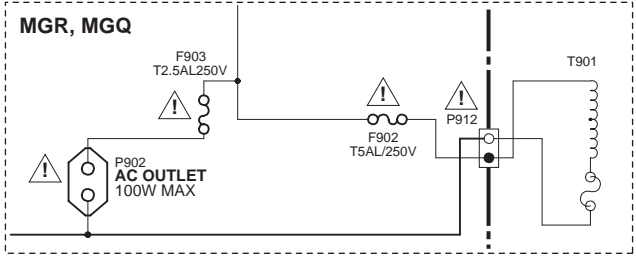 MGR, MGQ
F903
T2.5AL250V
T901
!
!
!
P912
F902
T5AL/250V
!
P902
AC OUTLET
100W MAX